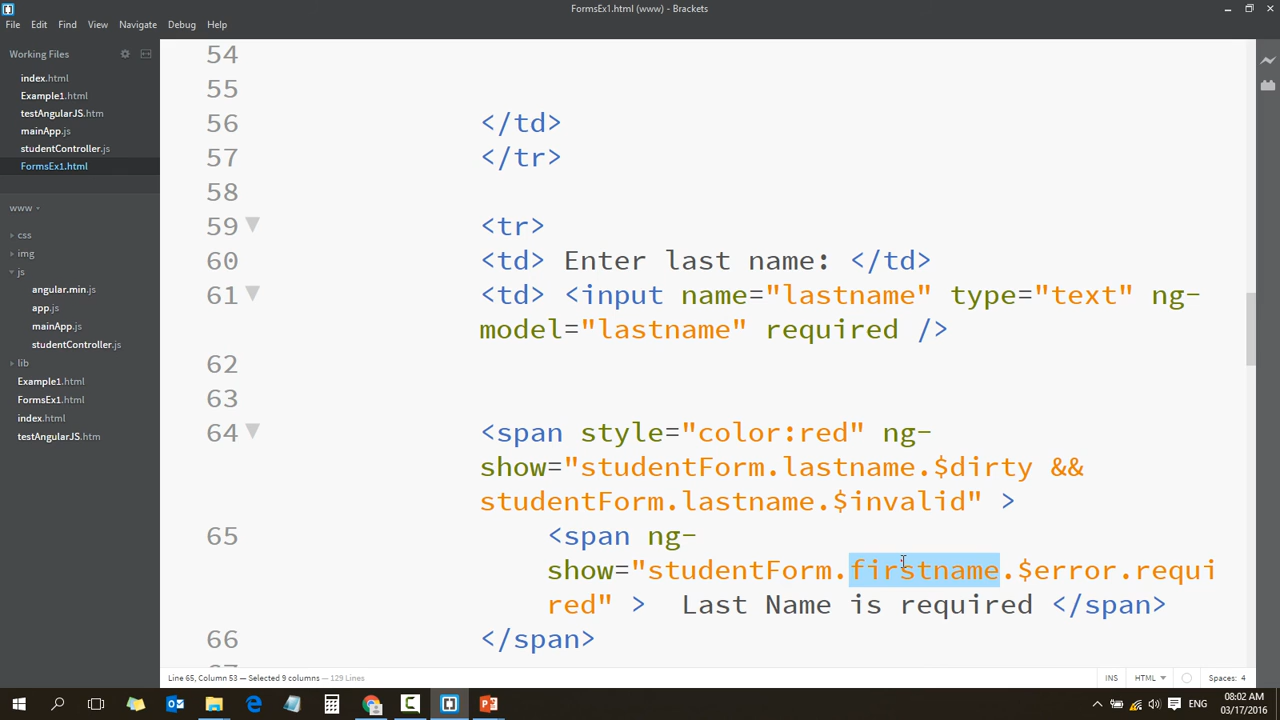 FormsEx1.html (www) - Brackets
File Edit Find View Navigate Debug Help
Working Files
index.html
Example1.html
testAngularJS.htm
mainApp.js
studentController.js
FormsEx1.html
www
css
img
js
angular.min.js
app.js
mainApp.js
studentController.js
lib
Example1.html
FormsEx1.html
index.html
testAngularJS.htm
54
55
56 </td>
57 </tr>
58
59 <tr>
60 <td> Enter last name: </td>
61 <td> <input name="lastname" type="text" ng-
model="lastname" required />
62
63
64 <span style="color:red" ng-
show="studentForm.lastname.$dirty &&
studentForm.lastname.$invalid" >
65 <span ng-
show="studentForm.firstname.$error.requi
red" > Last Name is required </span>
66 </span>
Line 65, Column 53 — Selected 9 columns — 129 Lines
INS HTML Spaces: 4
ENG
08:02 AM
03/17/2016